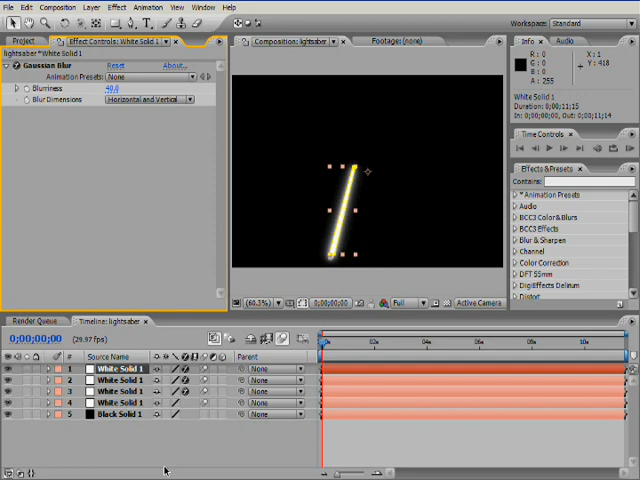 File Edit Composition Layer Effect Animation View Window Help
Workspace: Standard
Project Effect Controls: White Solid 1
Composition: lightsaber Footage: (none)
Info Audio
lightsaber * White Solid 1
Gaussian Blur Reset About...
Animation Presets: None
Blurriness 40.0
Blur Dimensions Horizontal and Vertical
R: 0
G: 0
B: 0
A: 255
X: 1
Y: 418
White Solid 1
Duration: 0;00;11;15
In: 0;00;00;00, Out: 0;00;11;14
Time Controls
Effects & Presets
Contains:
* Animation Presets
Audio
BCC3 Color & Blurs
BCC3 Effects
Blur & Sharpen
Channel
Color Correction
DFT 55mm
DigiEffects Delirium
Distort
(60.3%) 0;00;00;00 Full Active Camera
Render Queue Timeline: lightsaber
0;00;00;00 (29.97 fps)
# Source Name Parent
02s 04s 06s 08s 10s
1 White Solid 1 None
2 White Solid 1 None
3 White Solid 1 None
4 White Solid 1 None
5 Black Solid 1 None